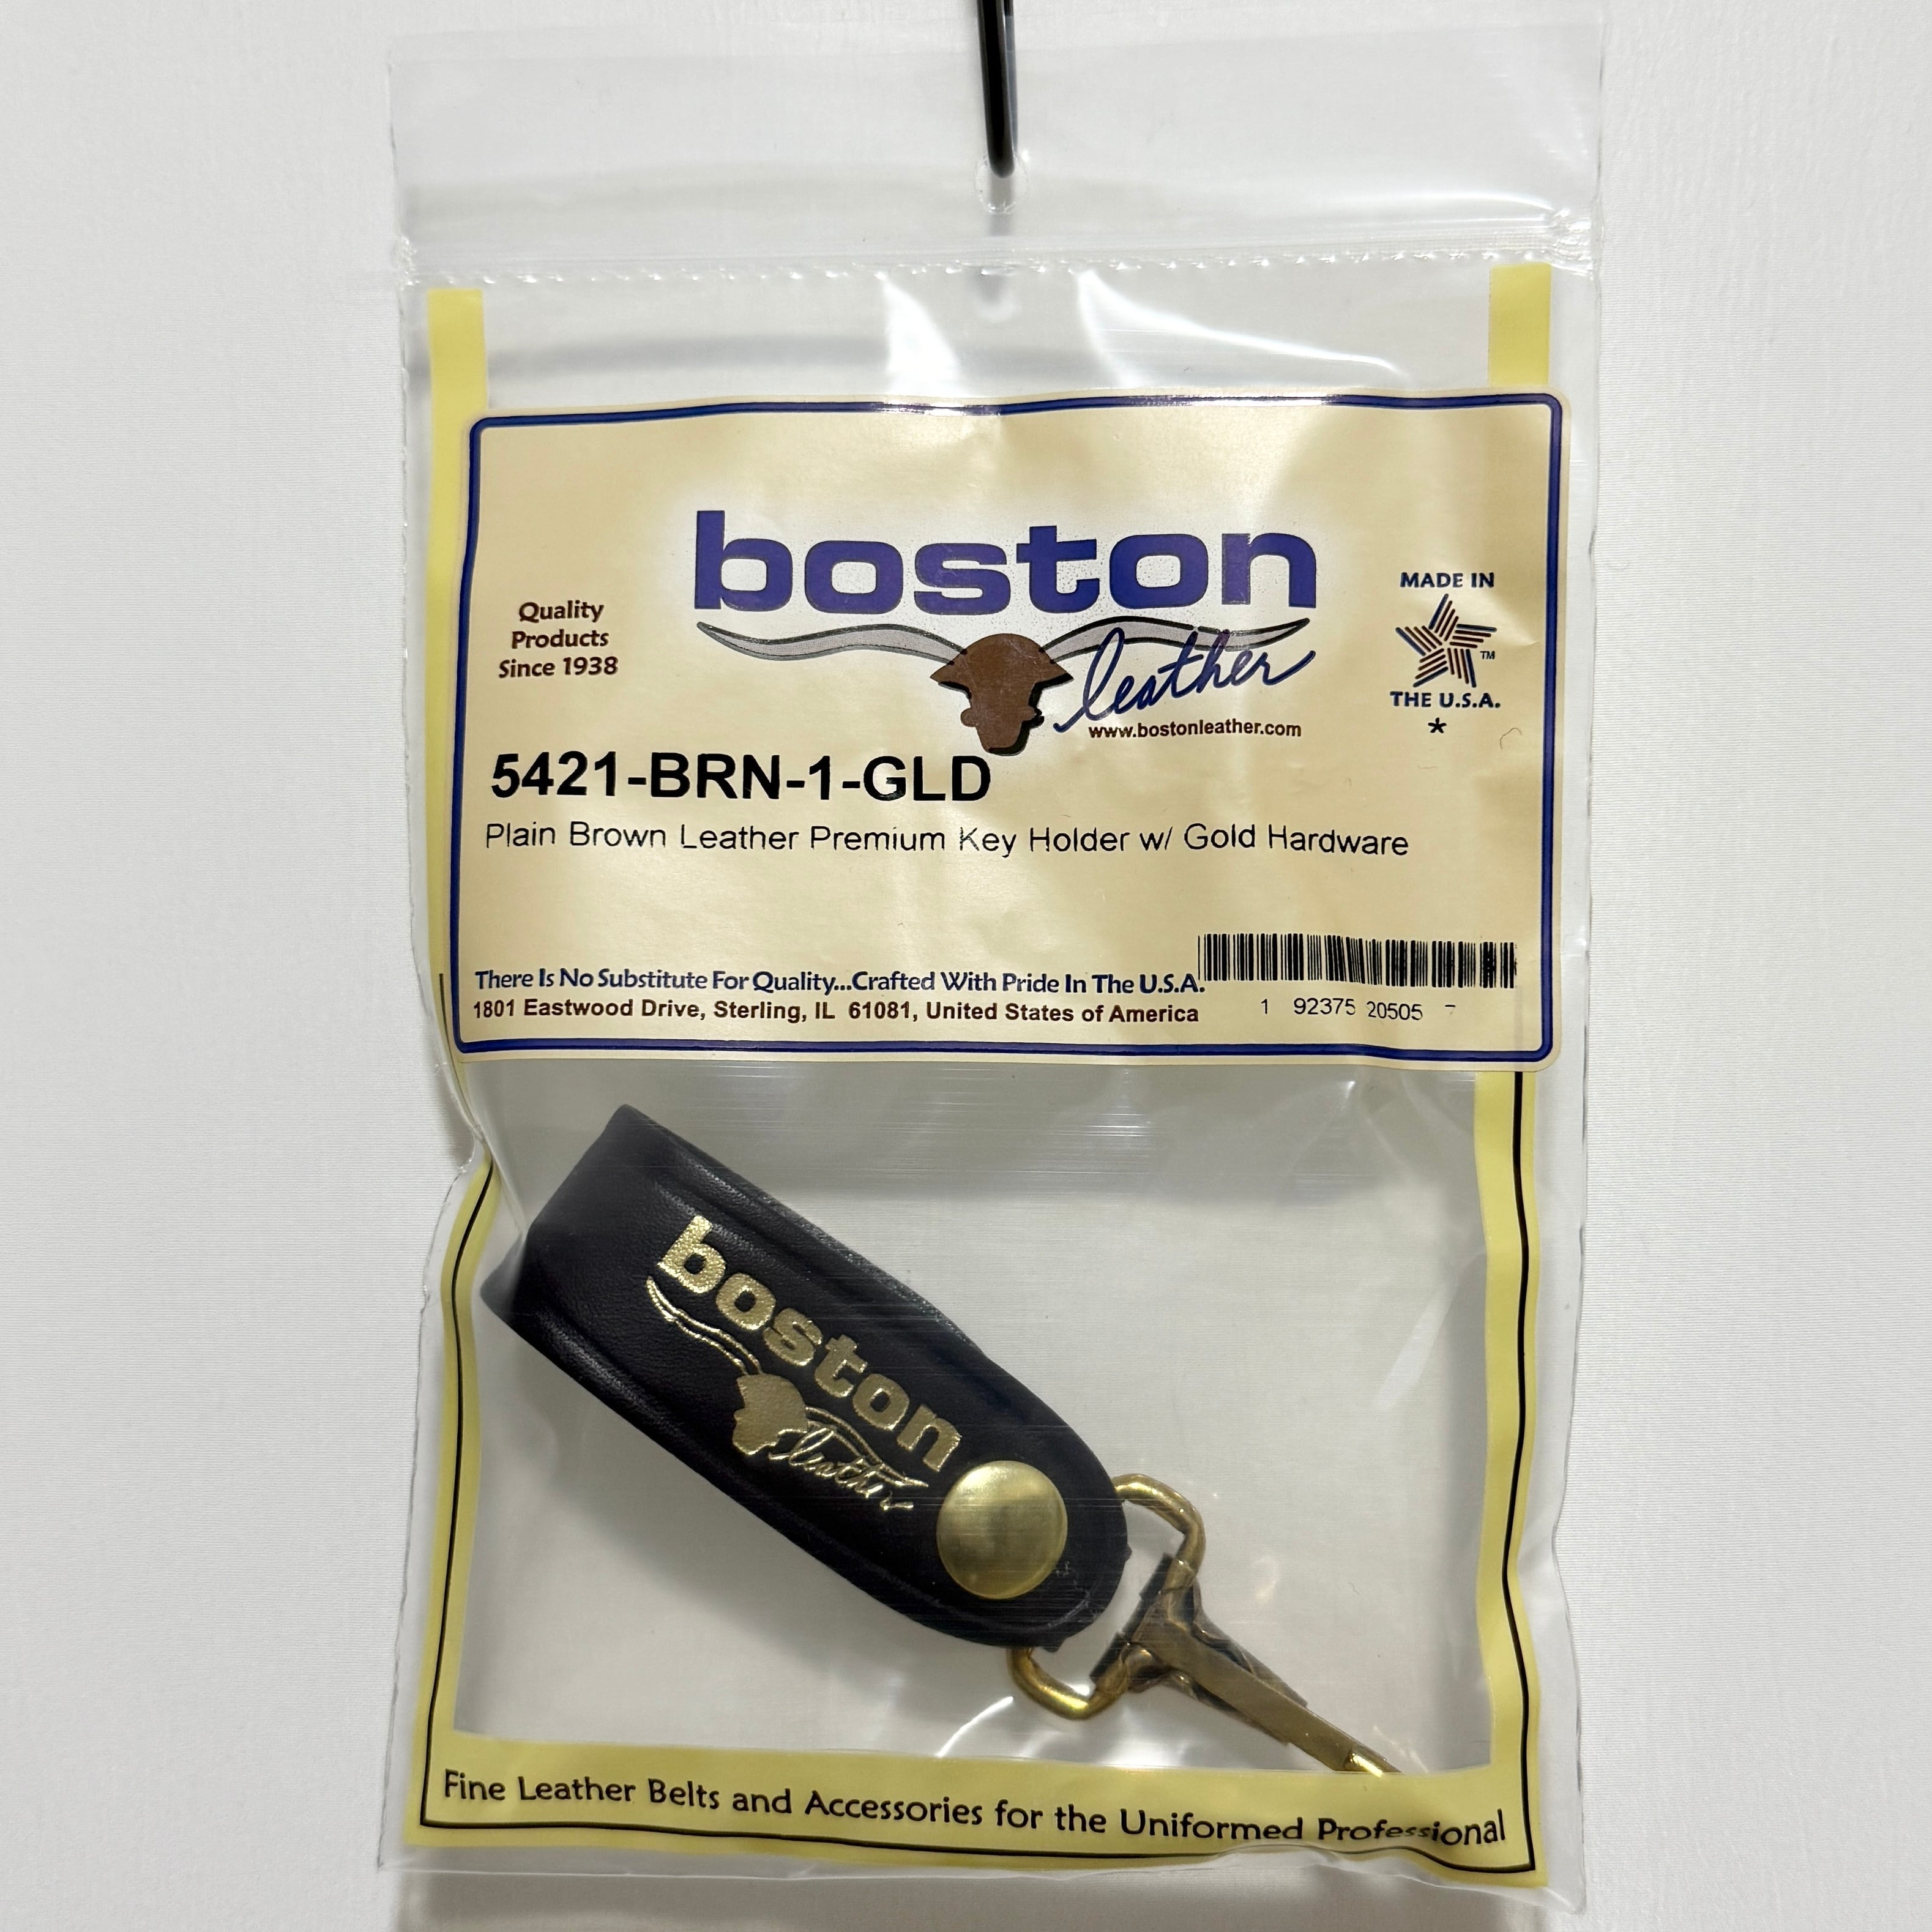 boston
leather
www.bostonleather.com
Quality
Products
Since 1938
MADE IN
TM
THE U.S.A.
*
5421-BRN-1-GLD
Plain Brown Leather Premium Key Holder w/ Gold Hardware
There Is No Substitute For Quality...Crafted With Pride In The U.S.A.
1801 Eastwood Drive, Sterling, IL 61081, United States of America
1 92375 20505
boston
leather
Fine Leather Belts and Accessories for the Uniformed Professional